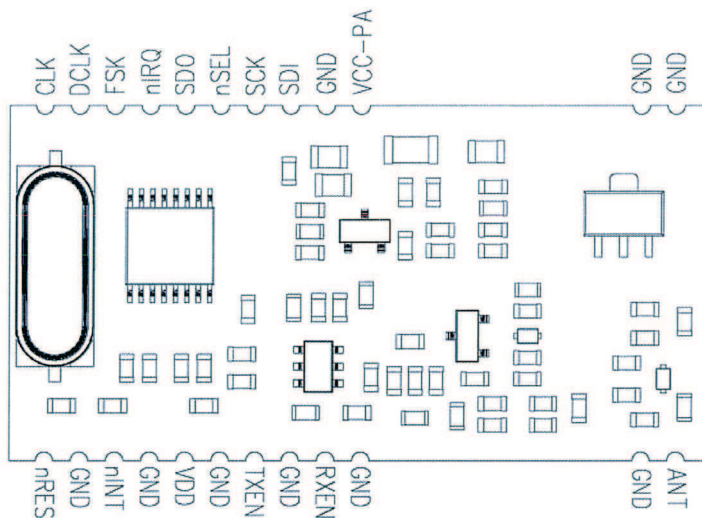 CLK DCLK FSK nIRQ SDO nSEL SCK SDI GND VCC-PA GND GND
nRES GND nINT GND VDD GND TXEN GND RXEN GND GND ANT